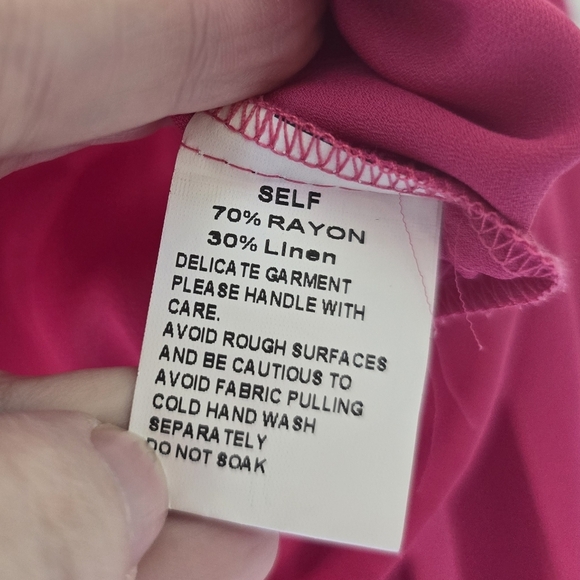 SELF
70% RAYON
30% Linen
DELICATE GARMENT
PLEASE HANDLE WITH
CARE.
AVOID ROUGH SURFACES
AND BE CAUTIOUS TO
AVOID FABRIC PULLING
COLD HAND WASH
SEPARATELY
DO NOT SOAK